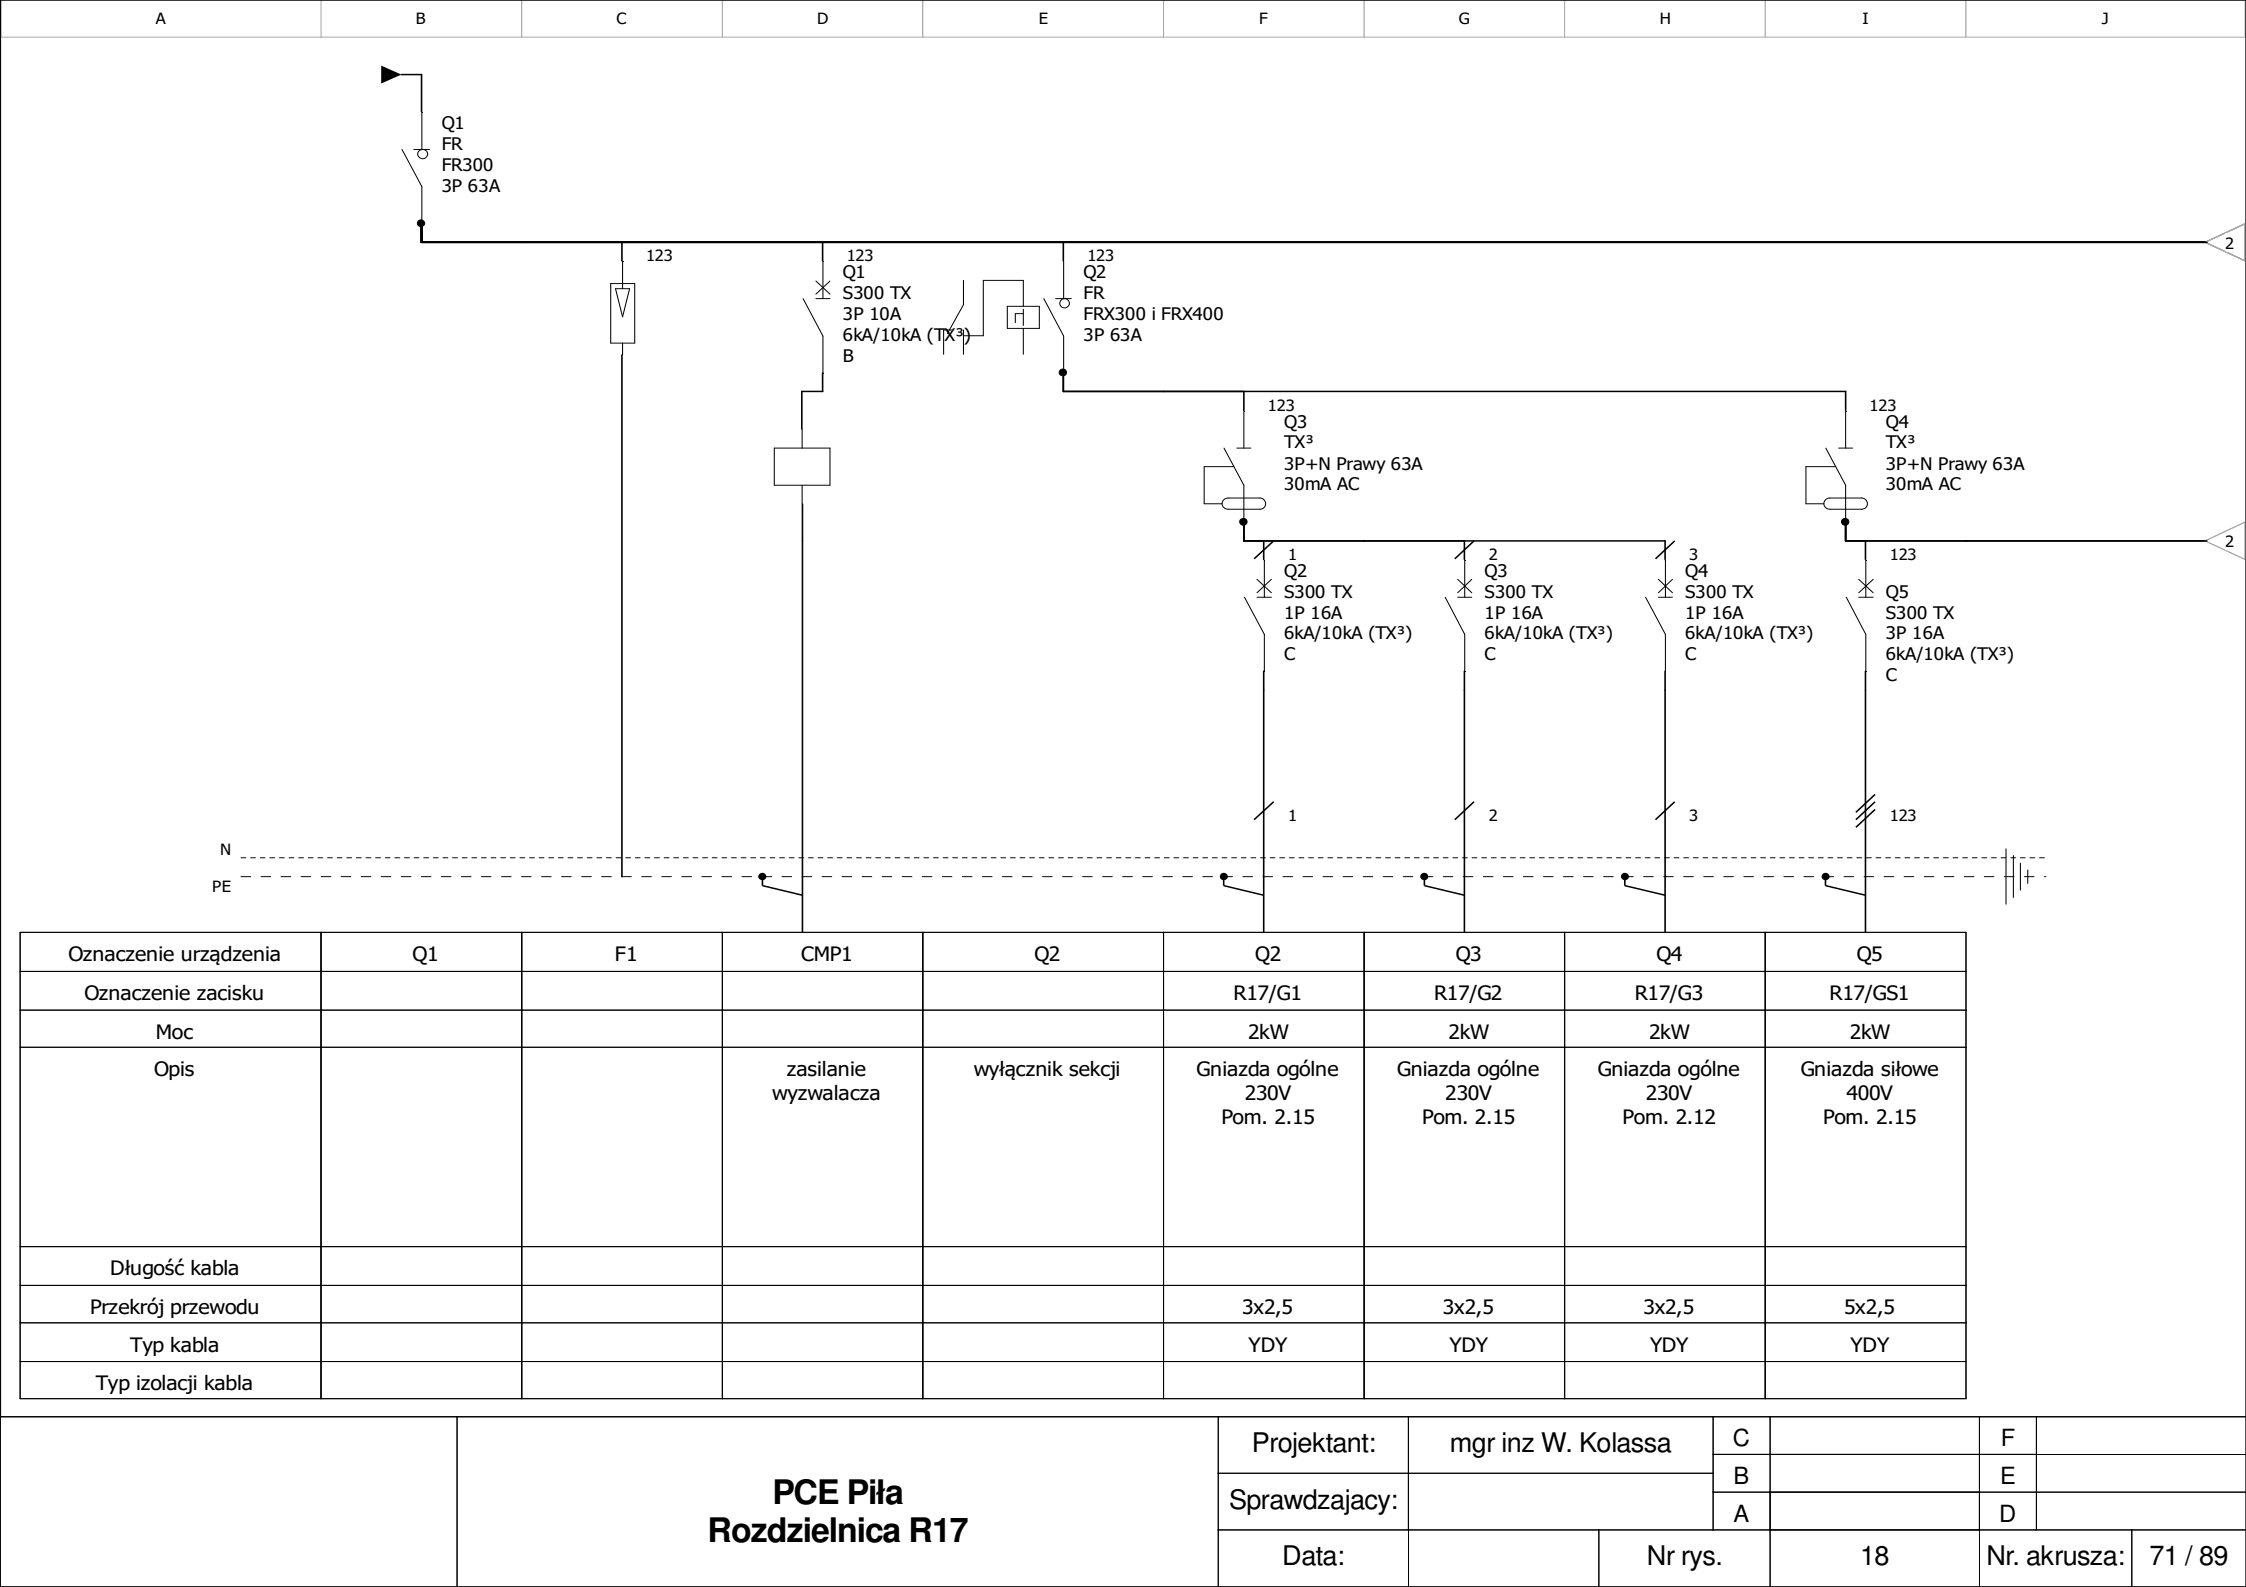 A B C D E F G H I J
Q1
FR
FR300
3P 63A
2
123
123
Q1
S300 TX
3P 10A
6kA/10kA (TX³)
B
123
Q2
FR
FRX300 i FRX400
3P 63A
123
Q3
TX³
3P+N Prawy 63A
30mA AC
123
Q4
TX³
3P+N Prawy 63A
30mA AC
2
1
Q2
S300 TX
1P 16A
6kA/10kA (TX³)
C
2
Q3
S300 TX
1P 16A
6kA/10kA (TX³)
C
3
Q4
S300 TX
1P 16A
6kA/10kA (TX³)
C
123
Q5
S300 TX
3P 16A
6kA/10kA (TX³)
C
1 2 3 123
N
PE
Oznaczenie urządzenia Q1 F1 CMP1 Q2 Q2 Q3 Q4 Q5
Oznaczenie zacisku R17/G1 R17/G2 R17/G3 R17/GS1
Moc 2kW 2kW 2kW 2kW
Opis zasilanie wyłącznik sekcji Gniazda ogólne Gniazda ogólne Gniazda ogólne Gniazda siłowe
wyzwalacza 230V 230V 230V 400V
Pom. 2.15 Pom. 2.15 Pom. 2.12 Pom. 2.15
Długość kabla
Przekrój przewodu 3x2,5 3x2,5 3x2,5 5x2,5
Typ kabla YDY YDY YDY YDY
Typ izolacji kabla
PCE Piła
Rozdzielnica R17
Projektant: mgr inz W. Kolassa C F
B E
Sprawdzajacy:
A D
Data: Nr rys. 18 Nr. akrusza: 71 / 89